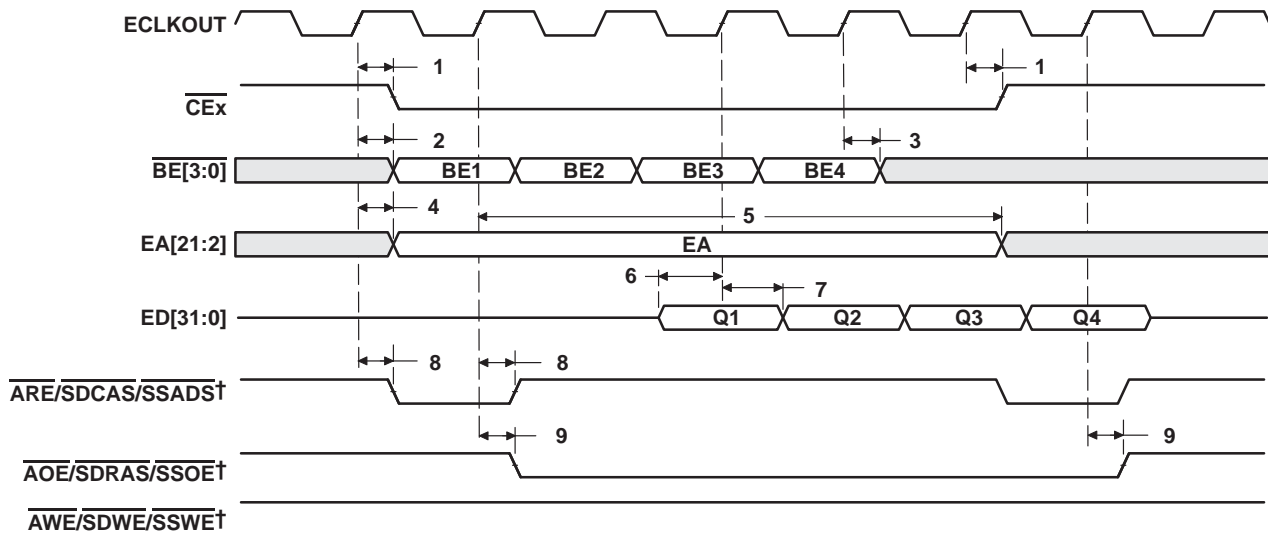 ECLKOUT
1 1
CEx
2 3
BE[3:0] BE1 BE2 BE3 BE4
4 5
EA[21:2] EA
6 7
ED[31:0] Q1 Q2 Q3 Q4
8 8
ARE/SDCAS/SSADS†
9 9
AOE/SDRAS/SSOE†
AWE/SDWE/SSWE†